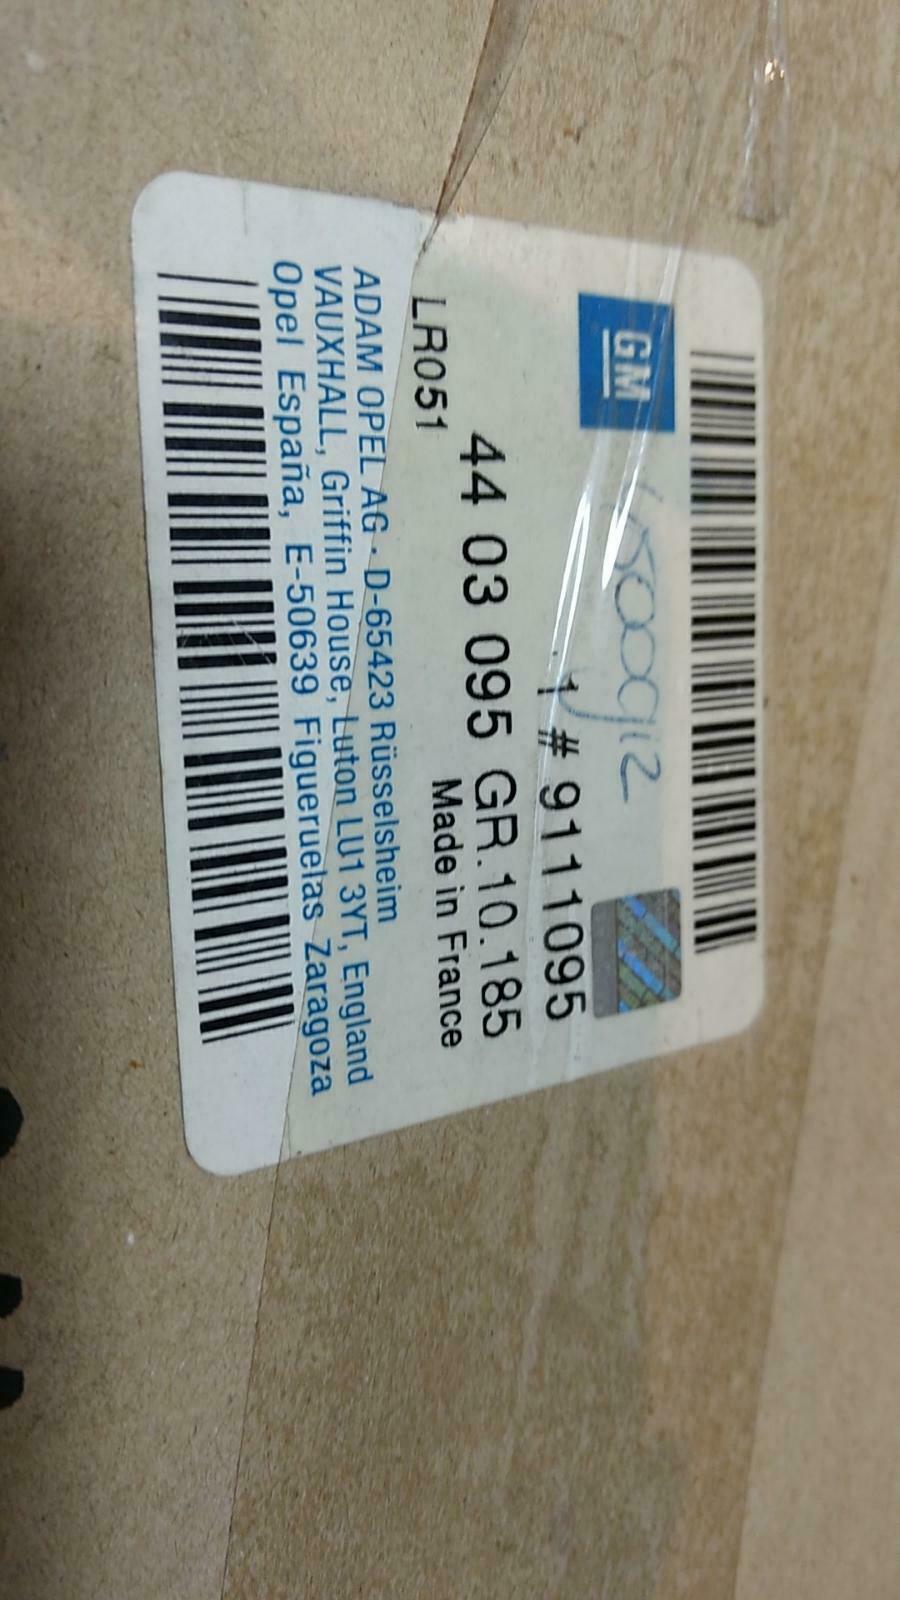 GM
1500912
1 # 9111095
44 03 095 GR.10.185
LR051
Made in France
ADAM OPEL AG . D-65423 Rüsselsheim
VAUXHALL, Griffin House, Luton LU1 3YT, England
Opel España, E-50639 Figueruelas Zaragoza